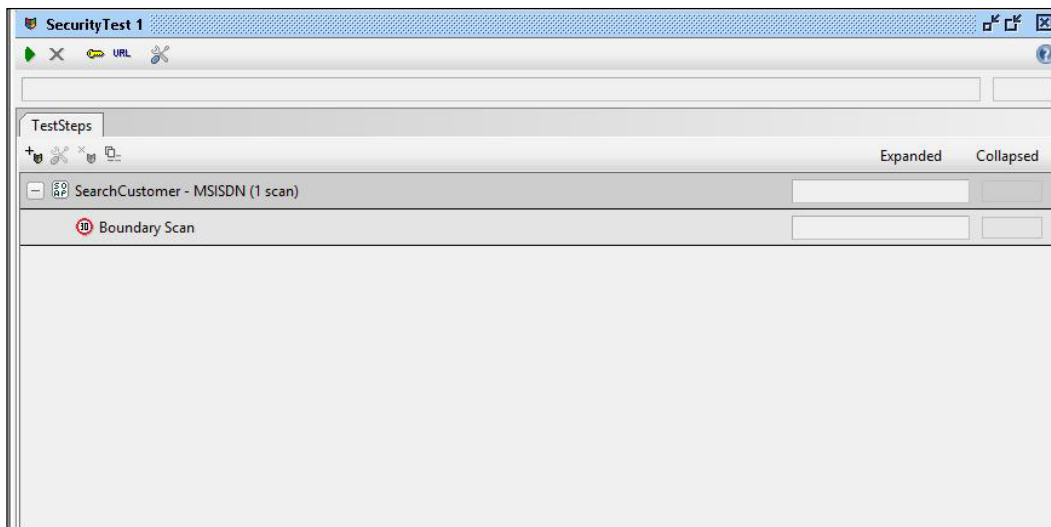 SecurityTest 1
URL
TestSteps
Expanded Collapsed
SearchCustomer - MSISDN (1 scan)
Boundary Scan